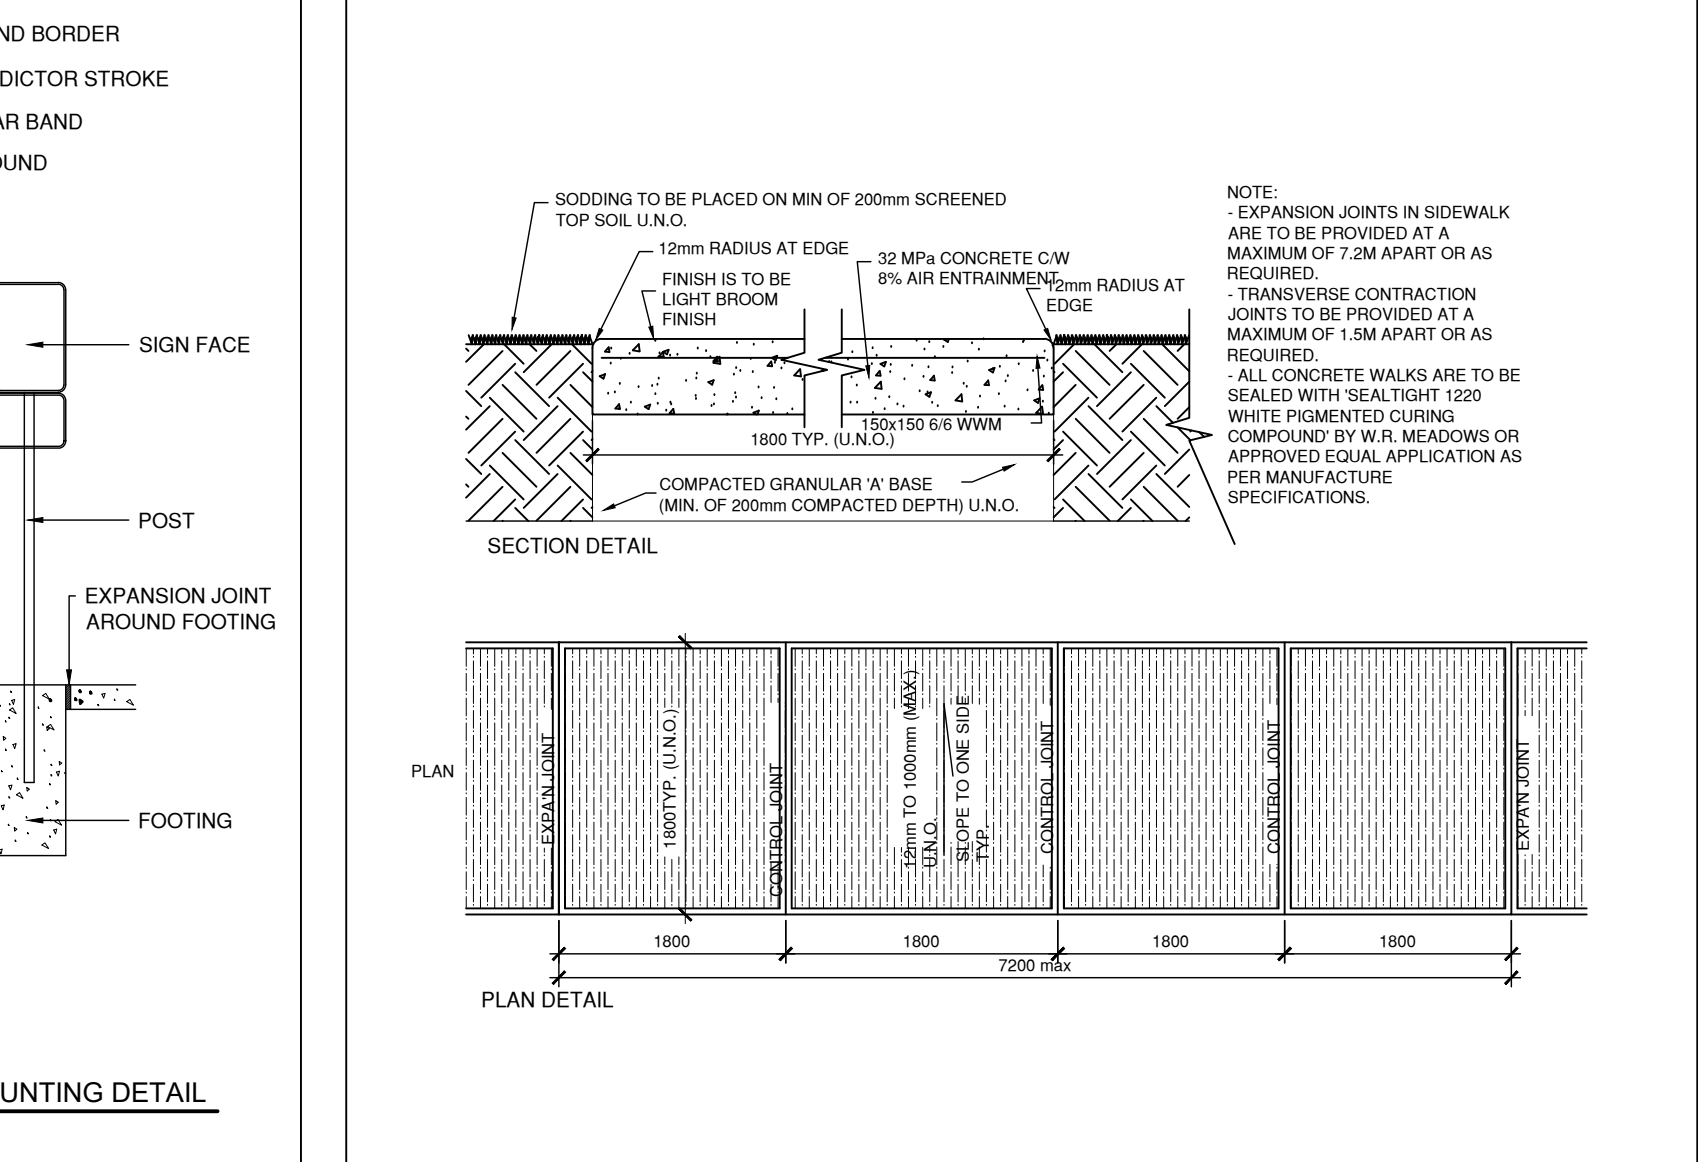 ND BORDER
DICTOR STROKE
AR BAND
OUND
SIGN FACE
POST
EXPANSION JOINT
AROUND FOOTING
FOOTING
UNTING DETAIL
SODDING TO BE PLACED ON MIN OF 200mm SCREENED
TOP SOIL U.N.O.
12mm RADIUS AT EDGE
FINISH IS TO BE
LIGHT BROOM
FINISH
32 MPa CONCRETE C/W
8% AIR ENTRAINMENT
12mm RADIUS AT
EDGE
150x150 6/6 WWM
1800 TYP. (U.N.O.)
COMPACTED GRANULAR 'A' BASE
(MIN. OF 200mm COMPACTED DEPTH) U.N.O.
SECTION DETAIL
NOTE:
- EXPANSION JOINTS IN SIDEWALK
ARE TO BE PROVIDED AT A
MAXIMUM OF 7.2M APART OR AS
REQUIRED.
- TRANSVERSE CONTRACTION
JOINTS TO BE PROVIDED AT A
MAXIMUM OF 1.5M APART OR AS
REQUIRED.
- ALL CONCRETE WALKS ARE TO BE
SEALED WITH 'SEALTIGHT 1220
WHITE PIGMENTED CURING
COMPOUND' BY W.R. MEADOWS OR
APPROVED EQUAL APPLICATION AS
PER MANUFACTURE
SPECIFICATIONS.
PLAN
EXPA'N JOINT
1800TYP. (U.N.O.)
CONTROL JOINT
12mm TO 1000mm (MAX.)
U.N.O.
SLOPE TO ONE SIDE
TYP.
CONTROL JOINT
CONTROL JOINT
EXPA'N JOINT
1800
1800
1800
1800
7200 max
PLAN DETAIL